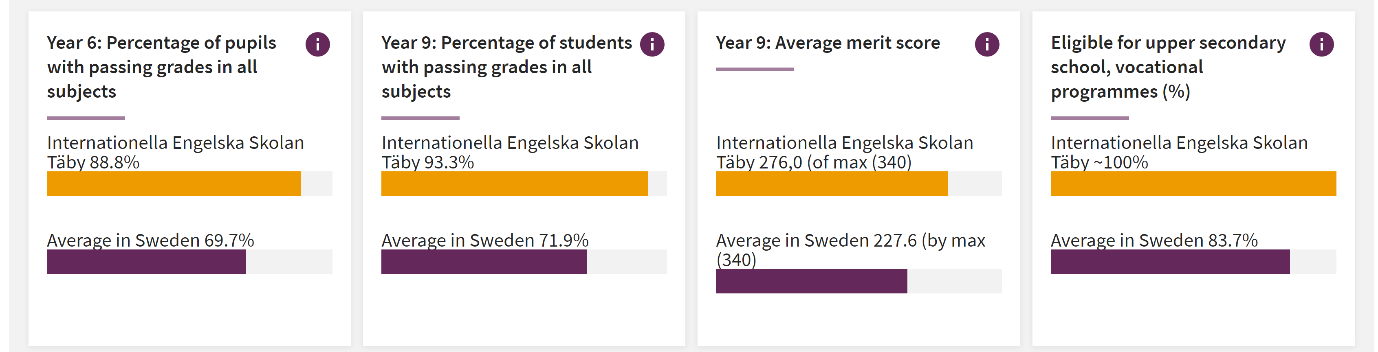 Year 6: Percentage of pupils
with passing grades in all
subjects
Internationella Engelska Skolan
Täby 88.8%
Average in Sweden 69.7%
Year 9: Percentage of students
with passing grades in all
subjects
Internationella Engelska Skolan
Täby 93.3%
Average in Sweden 71.9%
Year 9: Average merit score
Internationella Engelska Skolan
Täby 276,0 (of max (340)
Average in Sweden 227.6 (by max
(340)
Eligible for upper secondary
school, vocational
programmes (%)
Internationella Engelska Skolan
Täby ~100%
Average in Sweden 83.7%